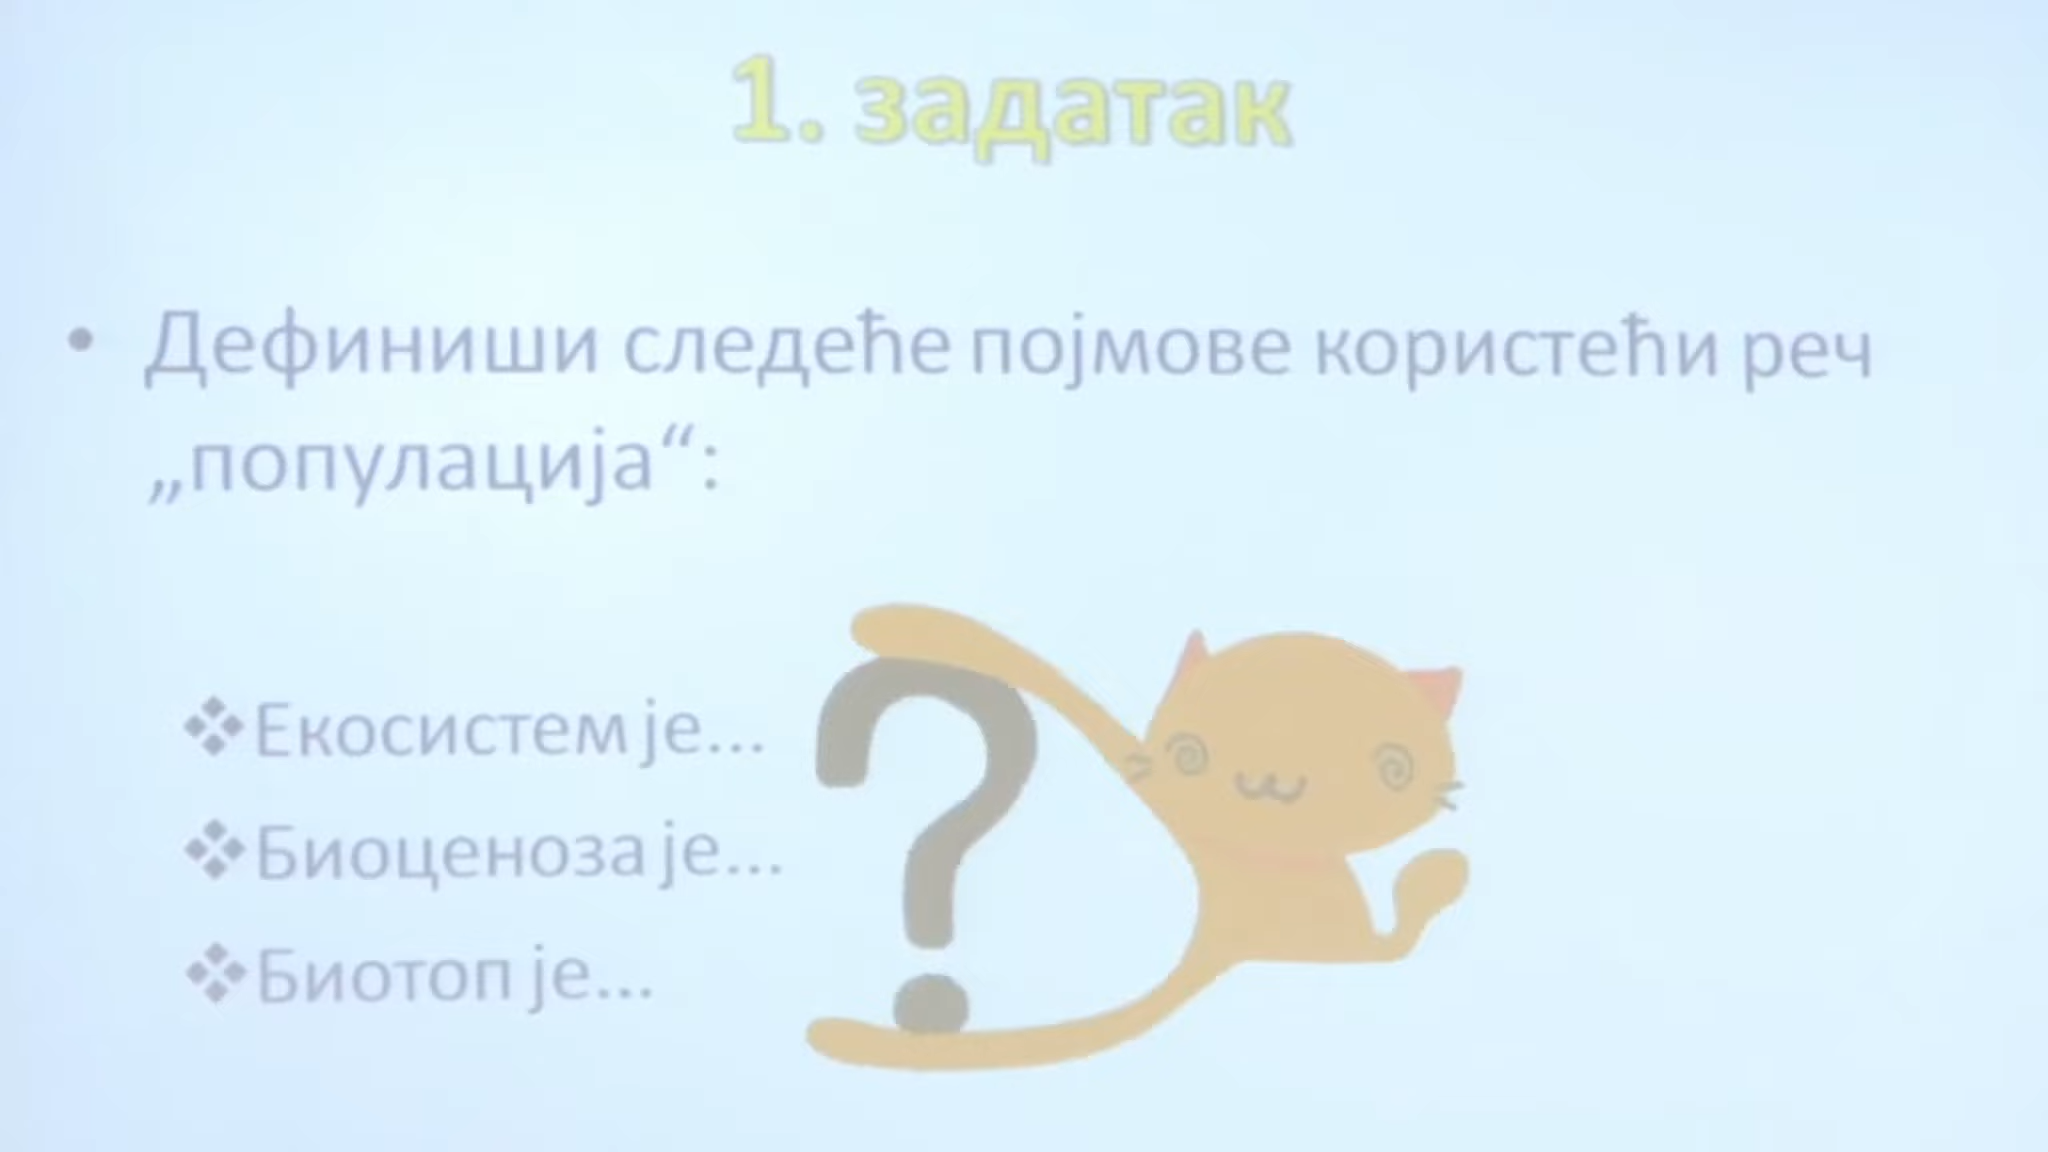 1. задатак
• Дефиниши следеће појмове користећи реч
„популација“:
❖Екосистем је...
❖Биоценоза је...
❖Биотоп је...